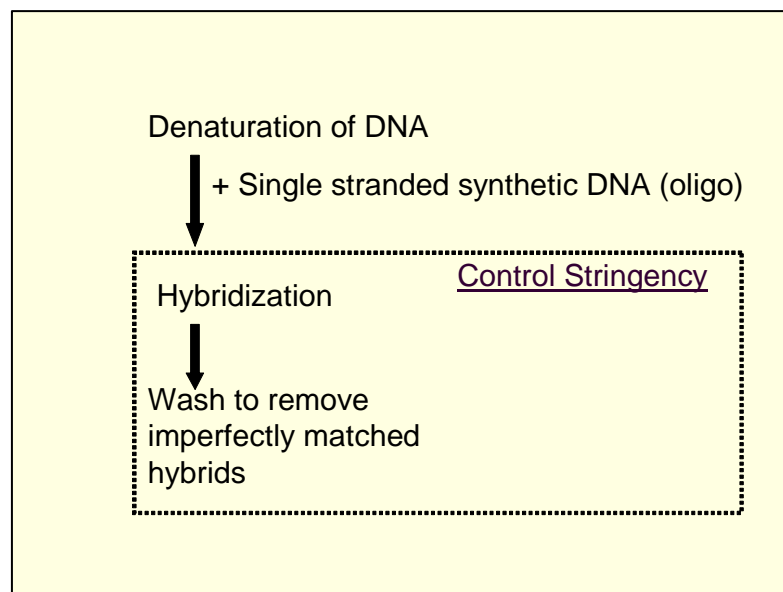 Denaturation of DNA
+ Single stranded synthetic DNA (oligo)
Control Stringency
Hybridization
Wash to remove
imperfectly matched
hybrids